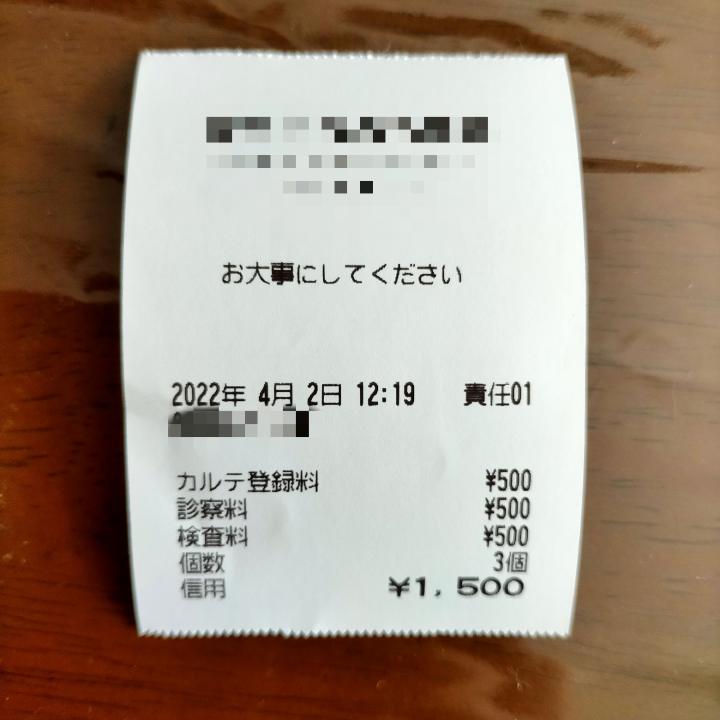 お大事にしてください
2022年 4月 2日 12:19 責任01
カルテ登録料 ¥500
診察料 ¥500
検査料 ¥500
個数 3個
信用 ¥1,500